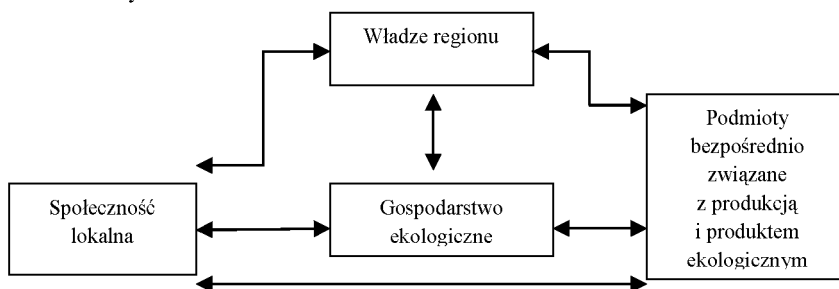 Władze regionu
Podmioty
bezpośrednio
związane
z produkcją
i produktem
ekologicznym
Społeczność
lokalna
Gospodarstwo
ekologiczne